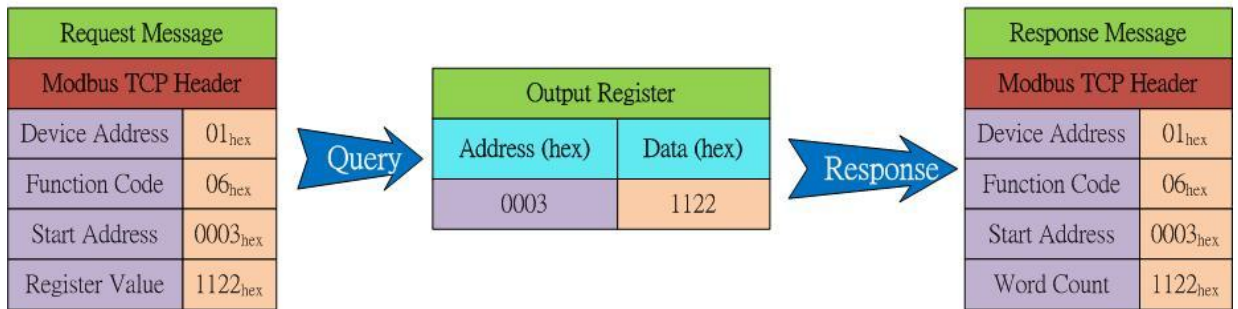 Request Message
Modbus TCP Header
Device Address 01hex
Function Code 06hex
Start Address 0003hex
Register Value 1122hex
Query
Output Register
Address (hex) Data (hex)
0003 1122
Response
Response Message
Modbus TCP Header
Device Address 01hex
Function Code 06hex
Start Address 0003hex
Word Count 1122hex